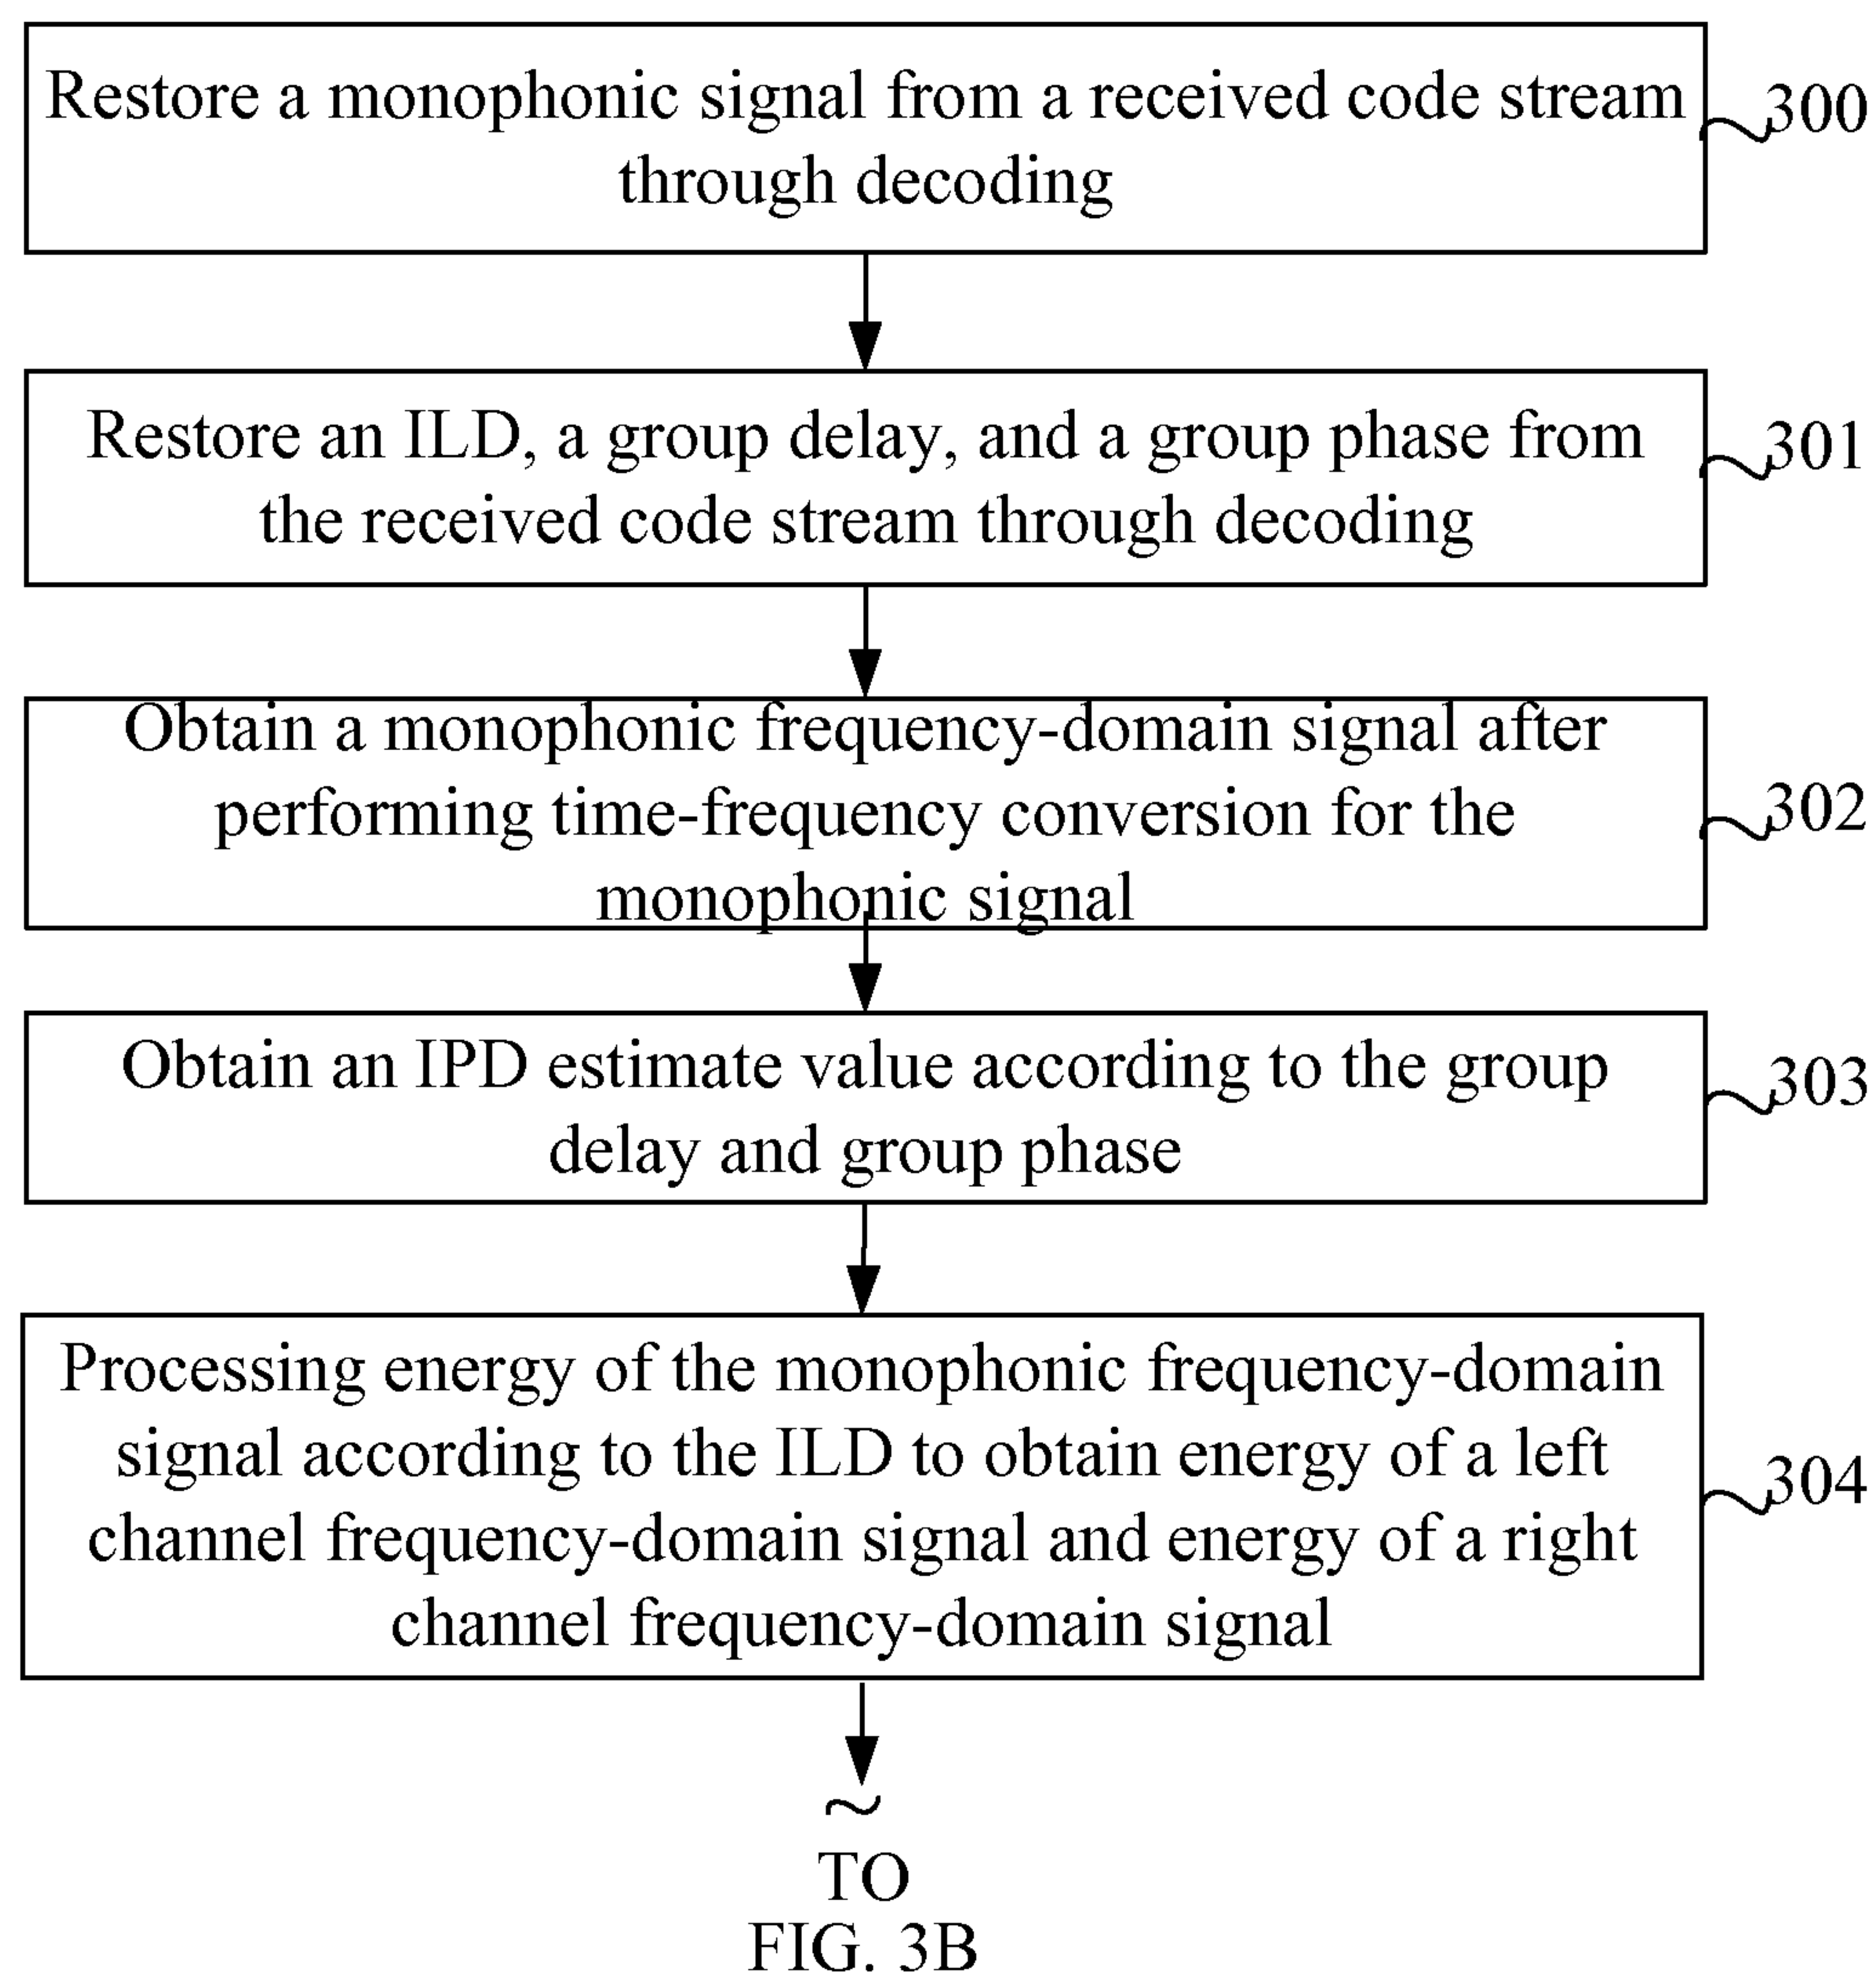 Restore a monophonic signal from a received code stream
through decoding
300
Restore an ILD, a group delay, and a group phase from
the received code stream through decoding
301
Obtain a monophonic frequency-domain signal after
performing time-frequency conversion for the
monophonic signal
302
Obtain an IPD estimate value according to the group
delay and group phase
303
Processing energy of the monophonic frequency-domain
signal according to the ILD to obtain energy of a left
channel frequency-domain signal and energy of a right
channel frequency-domain signal
304
~
TO
FIG. 3B